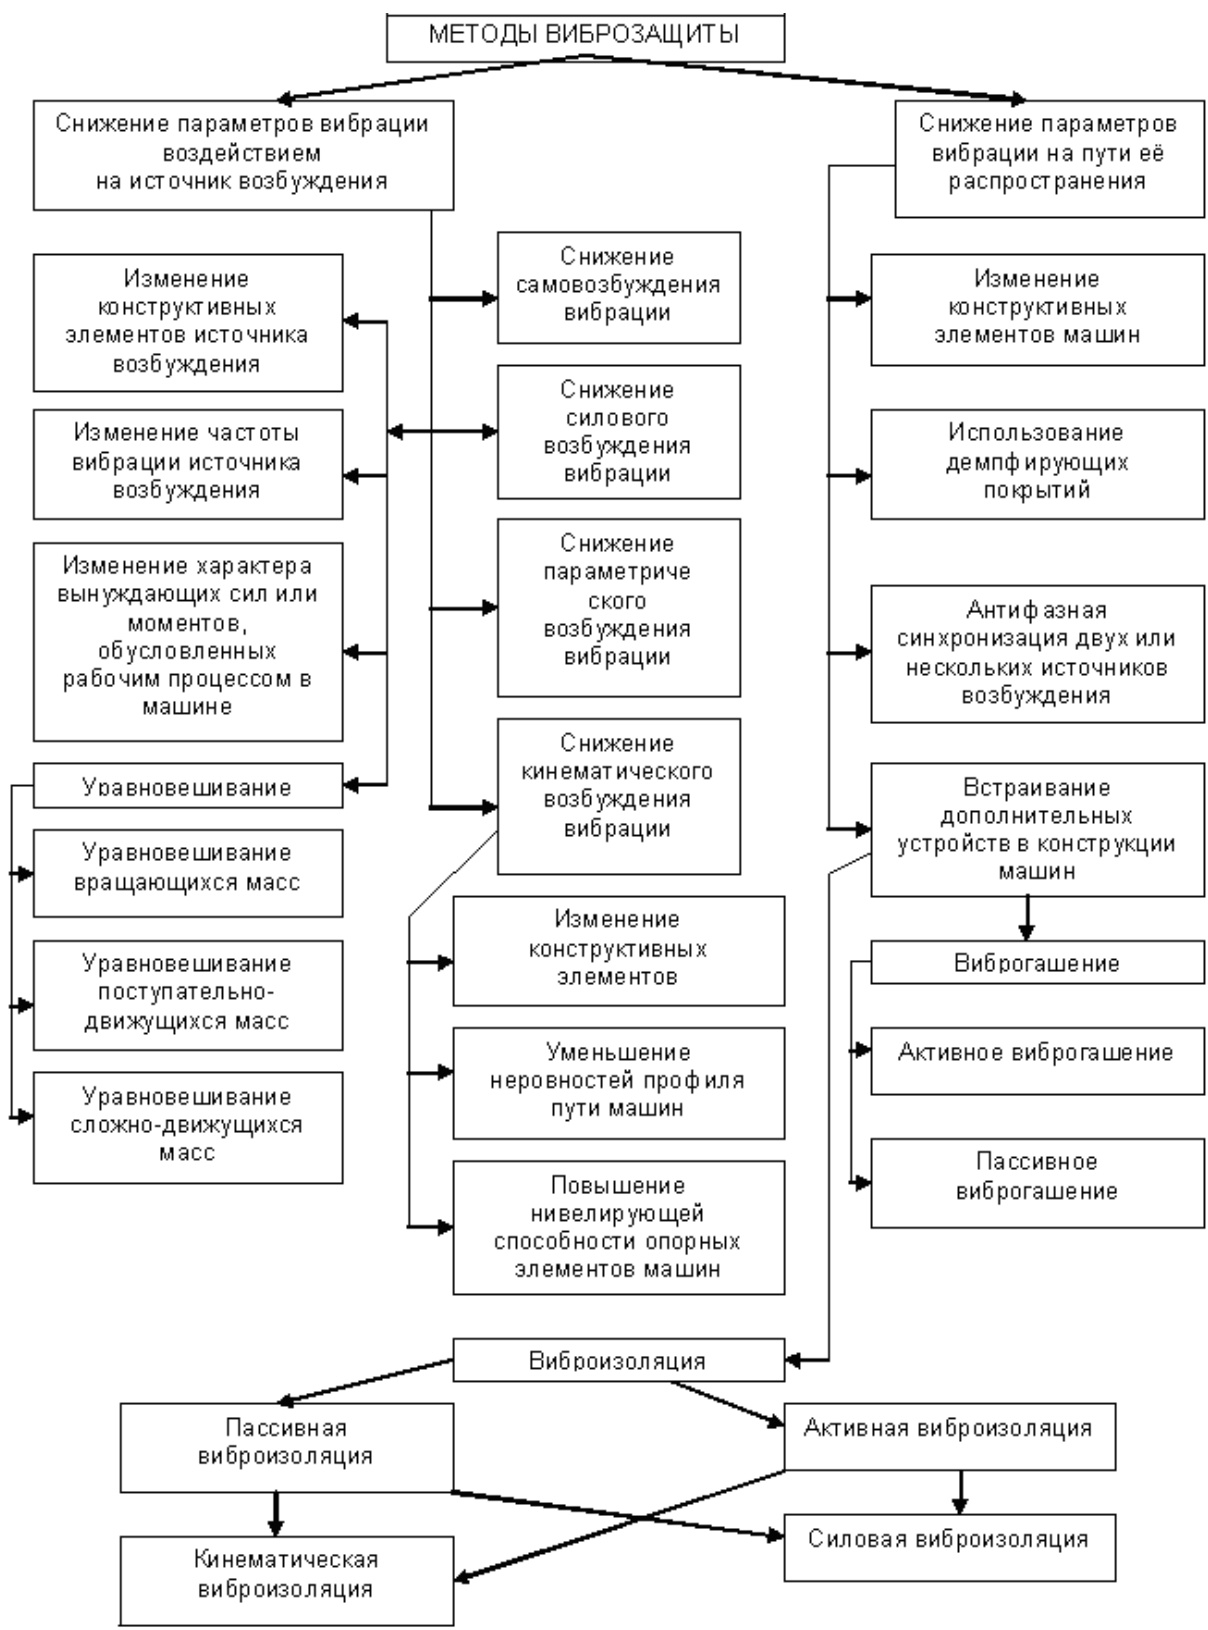 МЕТОДЫ ВИБРОЗАЩИТЫ
Снижение параметров вибрации
воздействием
на источник возбуждения
Снижение параметров
вибрации на пути её
распространения
Изменение
конструктивных
элементов источника
возбуждения
Изменение частоты
вибрации источника
возбуждения
Изменение характера
вынуждающих сил или
моментов,
обусловленных
рабочим процессом в
машине
Уравновешивание
Уравновешивание
вращающихся масс
Уравновешивание
поступательно-
движущихся масс
Уравновешивание
сложно-движущихся
масс
Снижение
самовозбуждения
вибрации
Снижение
силового
возбуждения
вибрации
Снижение
параметриче
ского
возбуждения
вибрации
Снижение
кинематического
возбуждения
вибрации
Изменение
конструктивных
элементов
Уменьшение
неровностей профиля
пути машин
Повышение
нивелирующей
способности опорных
элементов машин
Изменение
конструктивных
элементов машин
Использование
демпфирующих
покрытий
Антифазная
синхронизация двух или
нескольких источников
возбуждения
Встраивание
дополнительных
устройств в конструкции
машин
Виброгашение
Активное виброгашение
Пассивное
виброгашение
Виброизоляция
Пассивная
виброизоляция
Активная виброизоляция
Кинематическая
виброизоляция
Силовая виброизоляция